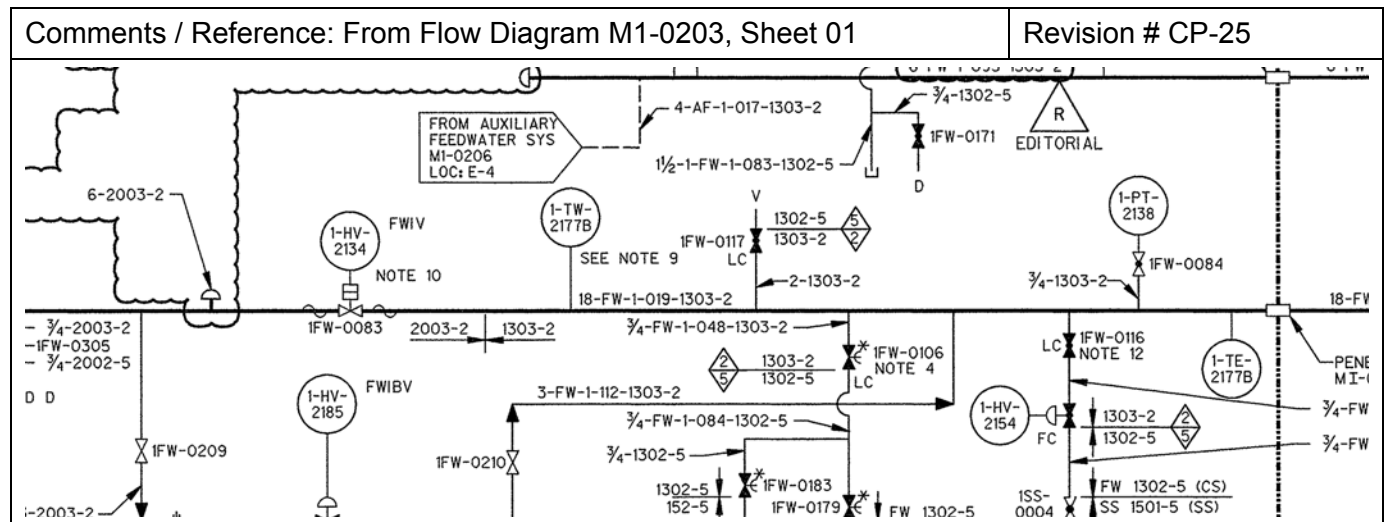 Comments / Reference: From Flow Diagram M1-0203, Sheet 01
Revision # CP-25
4-AF-1-017-1303-2
FROM AUXILIARY
FEEDWATER SYS
M1-0206
LOC: E-4
3/4-1302-5
1FW-0171
1½-1-FW-1-083-1302-5
D
R
EDITORIAL
6-2003-2
1-HV-
2134
FWIV
NOTE 10
1-TW-
2177B
SEE NOTE 9
V
1FW-0117
LC
1302-5
1303-2
5
2
2-1303-2
1-PT-
2138
1FW-0084
3/4-1303-2
18-FW-1-019-1303-2
18-FW
3/4-2003-2
1FW-0305
3/4-2002-5
D D
1FW-0083
2003-2
1303-2
3/4-FW-1-048-1303-2
2
5
1303-2
1302-5
1FW-0106
NOTE 4
LC
LC
1FW-0116
NOTE 12
1-TE-
2177B
1-HV-
2185
FWIBV
3-FW-1-112-1303-2
3/4-FW-1-084-1302-5
3/4-1302-5
1-HV-
2154
FC
1303-2
1302-5
2
5
3/4-FW
3/4-FW
1FW-0209
1FW-0210
1302-5
152-5
1FW-0183
1FW-0179
FW 1302-5
1SS-
0004
FW 1302-5 (CS)
SS 1501-5 (SS)
-2003-2